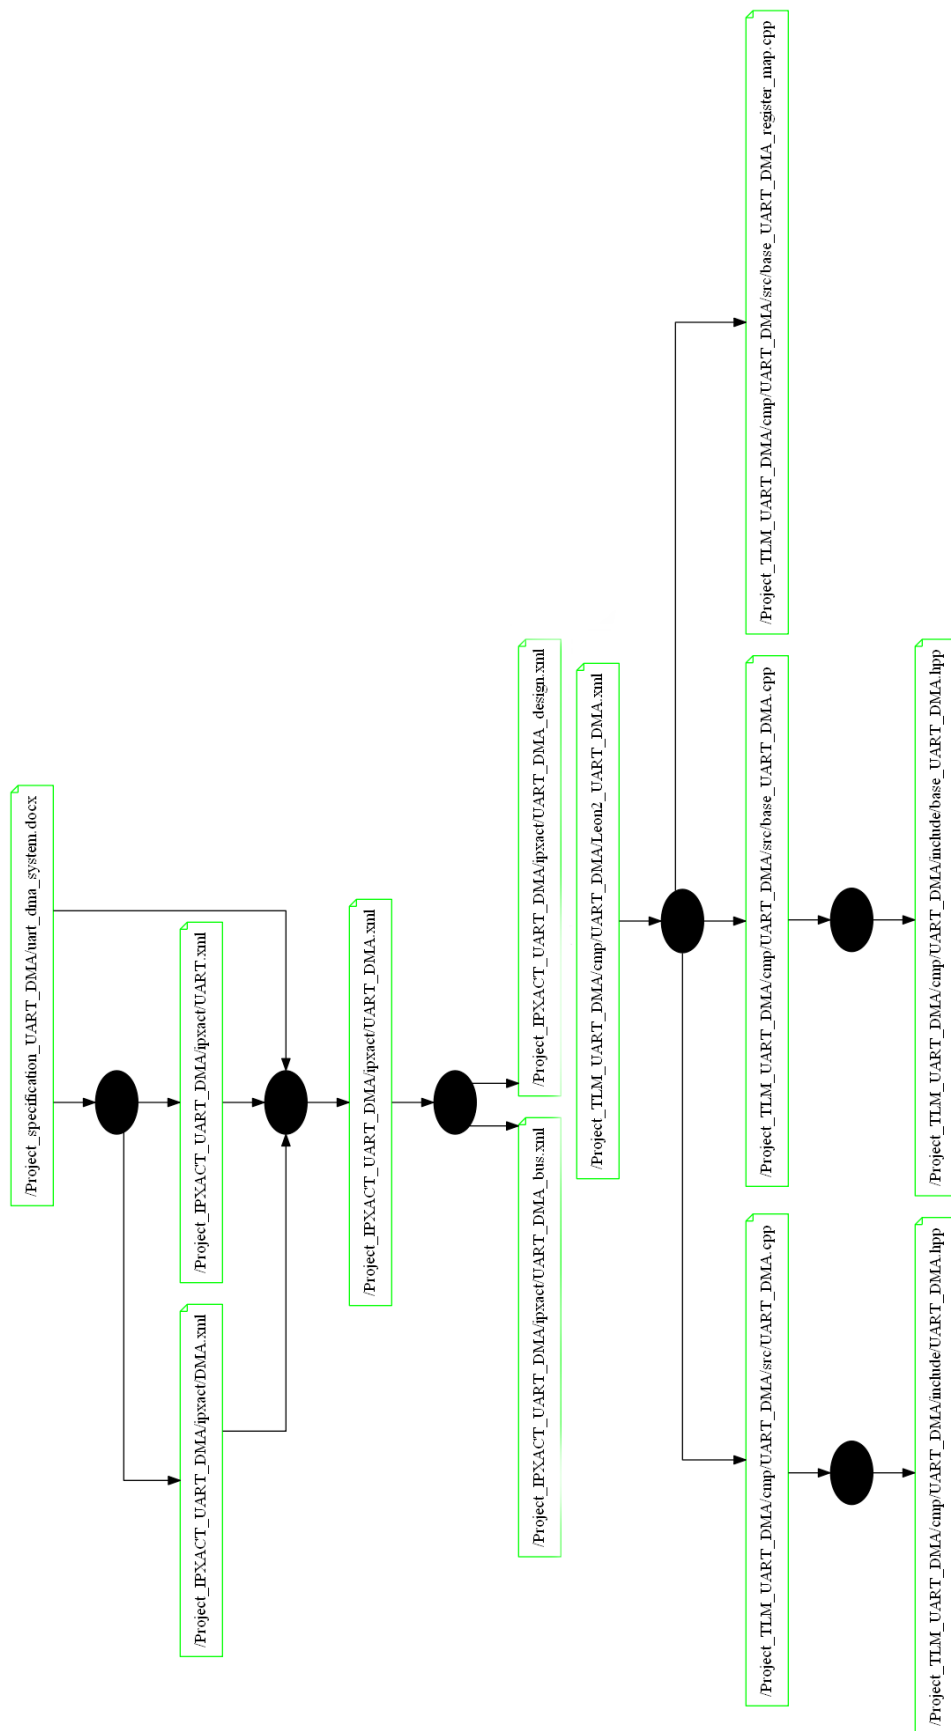 /Project_specification_UART_DMA/uart_dma_system.docx
/Project_IPXACT_UART_DMA/ipxact/UART.xml
/Project_IPXACT_UART_DMA/ipxact/DMA.xml
/Project_IPXACT_UART_DMA/ipxact/UART_DMA.xml
/Project_IPXACT_UART_DMA/ipxact/UART_DMA_design.xml
/Project_IPXACT_UART_DMA/ipxact/UART_DMA_bus.xml
/Project_TLM_UART_DMA/cmp/UART_DMA/Leon2_UART_DMA.xml
/Project_TLM_UART_DMA/cmp/UART_DMA/src/base_UART_DMA_register_map.cpp
/Project_TLM_UART_DMA/cmp/UART_DMA/src/base_UART_DMA.cpp
/Project_TLM_UART_DMA/cmp/UART_DMA/src/UART_DMA.cpp
/Project_TLM_UART_DMA/cmp/UART_DMA/include/base_UART_DMA.hpp
/Project_TLM_UART_DMA/cmp/UART_DMA/include/UART_DMA.hpp